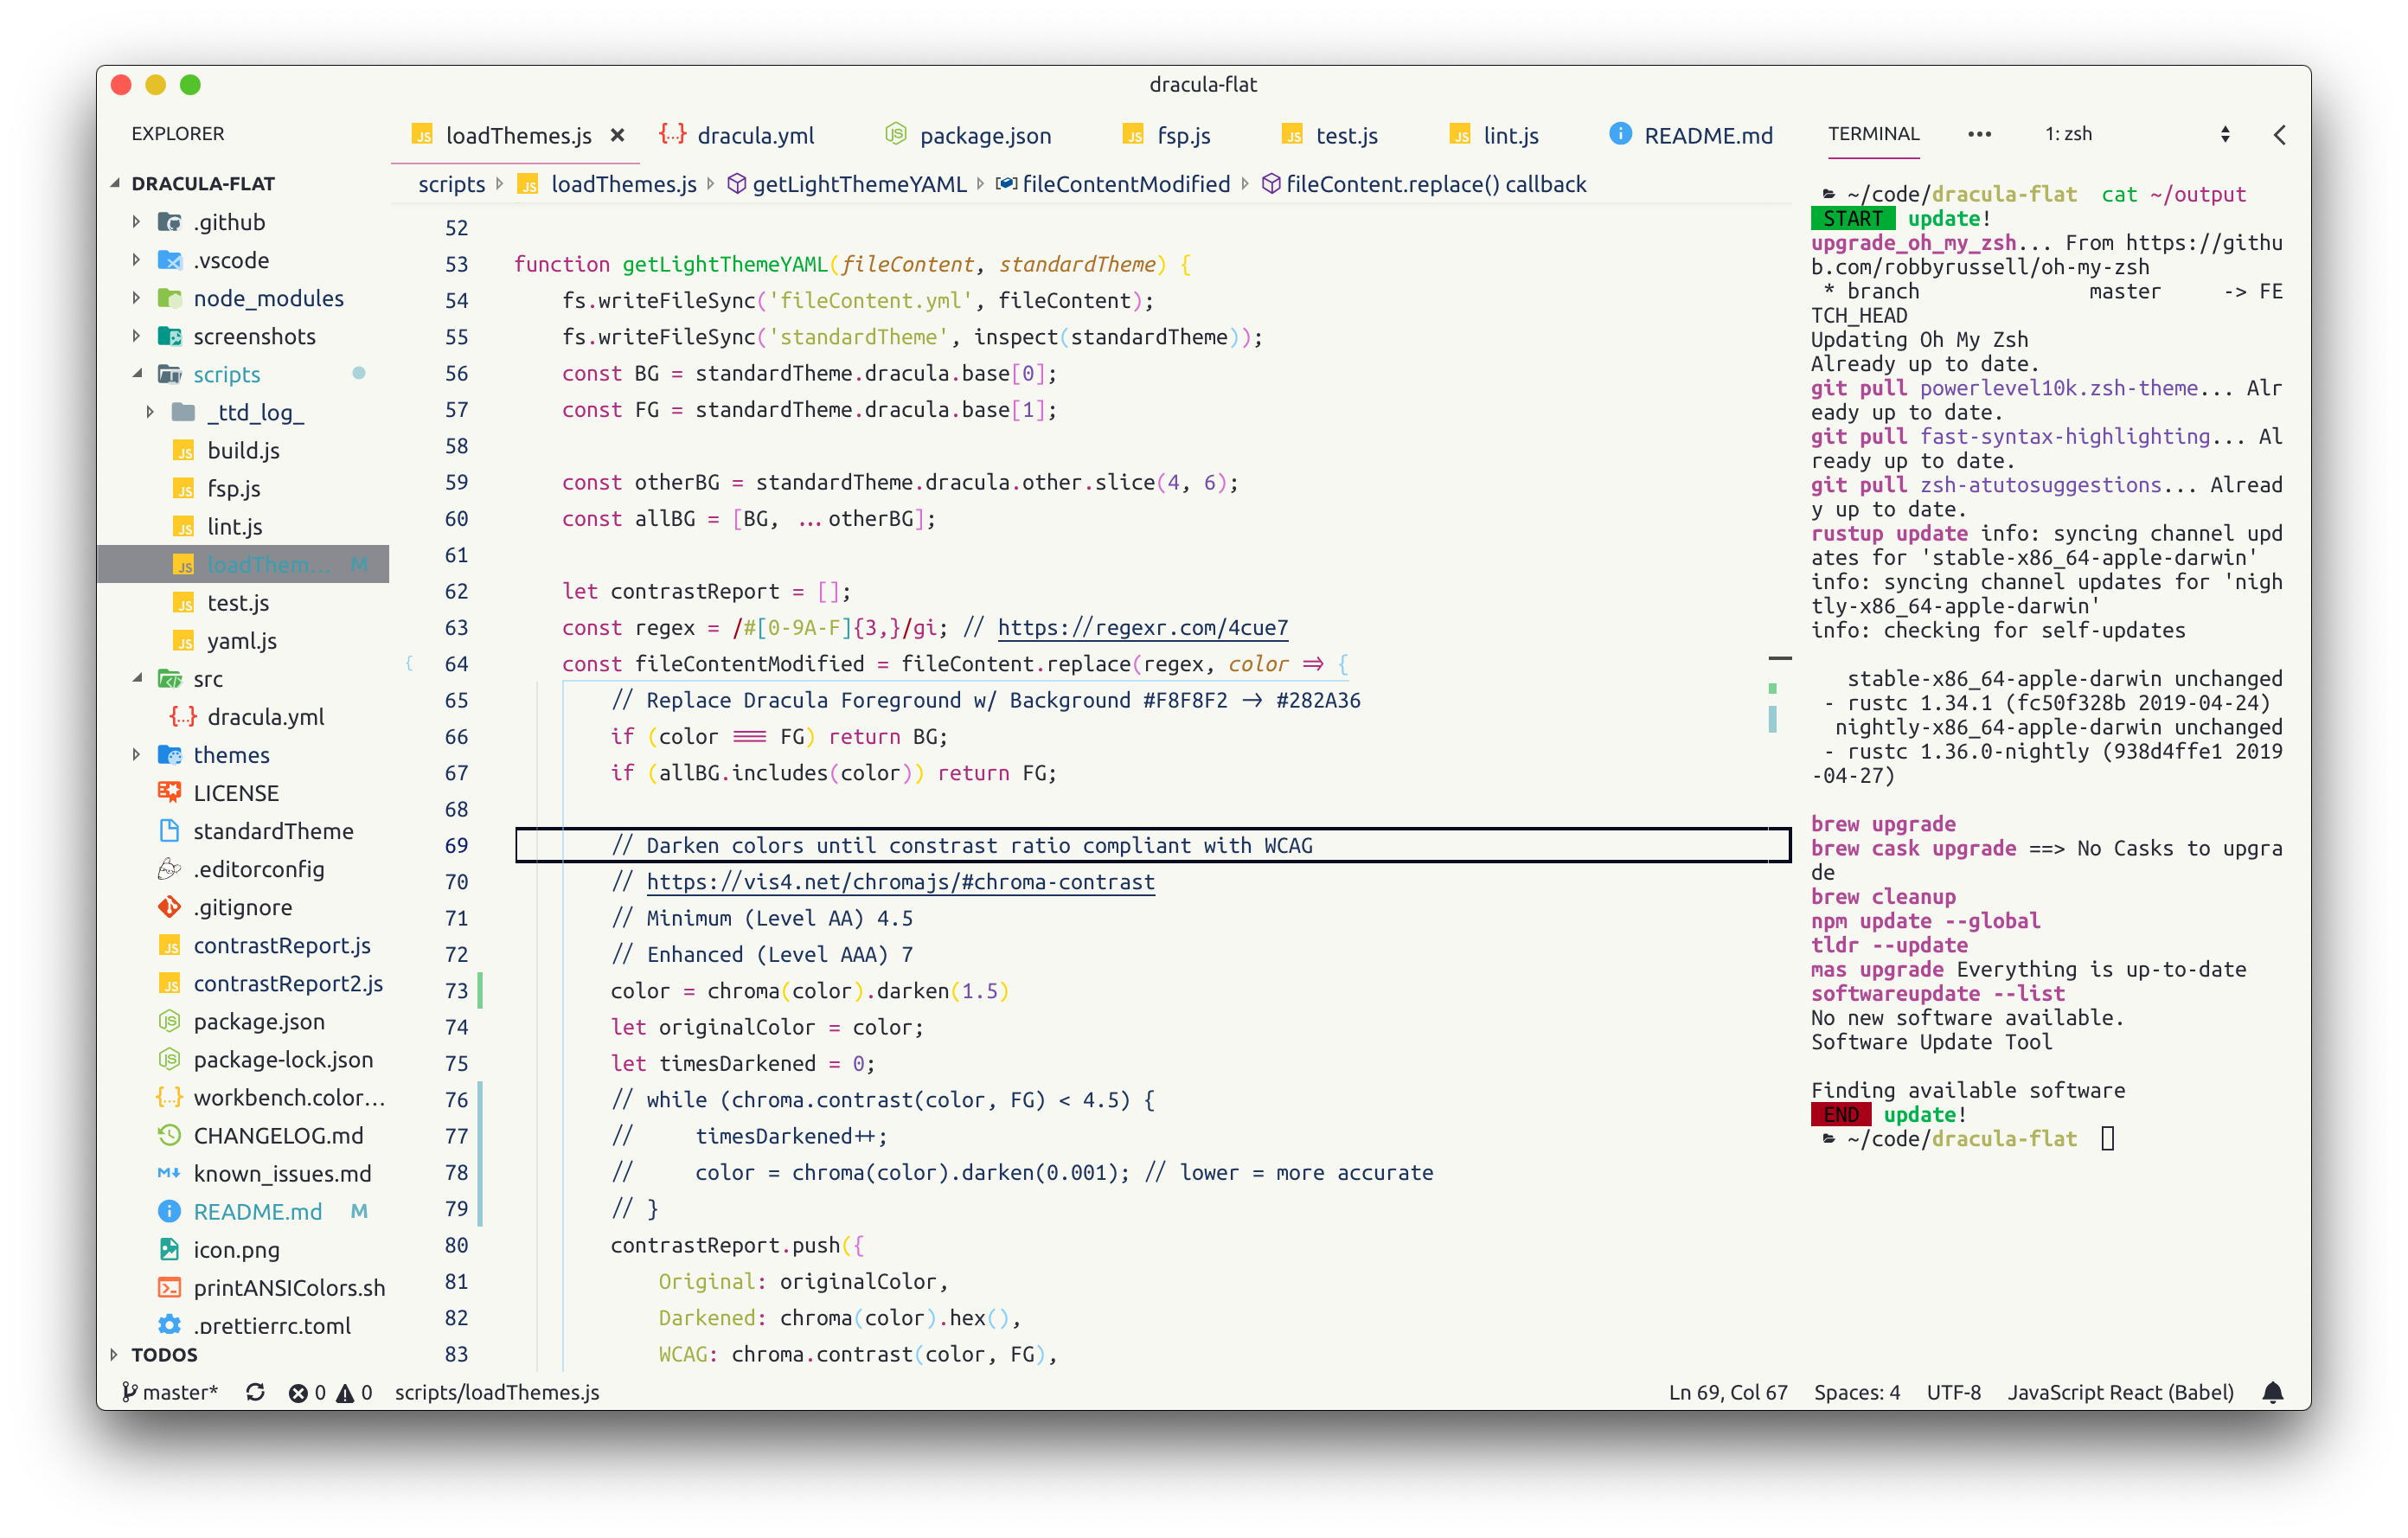 dracula-flat
EXPLORER
DRACULA-FLAT
.github
.vscode
node_modules
screenshots
scripts
_ttd_log_
build.js
fsp.js
lint.js
loadThem... M
test.js
yaml.js
src
dracula.yml
themes
LICENSE
standardTheme
.editorconfig
.gitignore
contrastReport.js
contrastReport2.js
package.json
package-lock.json
workbench.color...
CHANGELOG.md
known_issues.md
README.md M
icon.png
printANSIColors.sh
.prettierrc.toml
TODOS
loadThemes.js dracula.yml package.json fsp.js test.js lint.js README.md
scripts loadThemes.js getLightThemeYAML fileContentModified fileContent.replace() callback
52
53 function getLightThemeYAML(fileContent, standardTheme) {
54 fs.writeFileSync('fileContent.yml', fileContent);
55 fs.writeFileSync('standardTheme', inspect(standardTheme));
56 const BG = standardTheme.dracula.base[0];
57 const FG = standardTheme.dracula.base[1];
58
59 const otherBG = standardTheme.dracula.other.slice(4, 6);
60 const allBG = [BG, ...otherBG];
61
62 let contrastReport = [];
63 const regex = /#[0-9A-F]{3,}/gi; // https://regexr.com/4cue7
{ 64 const fileContentModified = fileContent.replace(regex, color => {
65 // Replace Dracula Foreground w/ Background #F8F8F2 -> #282A36
66 if (color === FG) return BG;
67 if (allBG.includes(color)) return FG;
68
69 // Darken colors until constrast ratio compliant with WCAG
70 // https://vis4.net/chromajs/#chroma-contrast
71 // Minimum (Level AA) 4.5
72 // Enhanced (Level AAA) 7
73 color = chroma(color).darken(1.5)
74 let originalColor = color;
75 let timesDarkened = 0;
76 // while (chroma.contrast(color, FG) < 4.5) {
77 // timesDarkened++;
78 // color = chroma(color).darken(0.001); // lower = more accurate
79 // }
80 contrastReport.push({
81 Original: originalColor,
82 Darkened: chroma(color).hex(),
83 WCAG: chroma.contrast(color, FG),
TERMINAL ••• 1: zsh
~/code/dracula-flat cat ~/output
START update!
upgrade_oh_my_zsh... From https://githu
b.com/robbyrussell/oh-my-zsh
* branch master -> FE
TCH_HEAD
Updating Oh My Zsh
Already up to date.
git pull powerlevel10k.zsh-theme... Alr
eady up to date.
git pull fast-syntax-highlighting... Al
ready up to date.
git pull zsh-atutosuggestions... Alread
y up to date.
rustup update info: syncing channel upd
ates for 'stable-x86_64-apple-darwin'
info: syncing channel updates for 'nigh
tly-x86_64-apple-darwin'
info: checking for self-updates
stable-x86_64-apple-darwin unchanged
- rustc 1.34.1 (fc50f328b 2019-04-24)
nightly-x86_64-apple-darwin unchanged
- rustc 1.36.0-nightly (938d4ffe1 2019
-04-27)
brew upgrade
brew cask upgrade ==> No Casks to upgra
de
brew cleanup
npm update --global
tldr --update
mas upgrade Everything is up-to-date
softwareupdate --list
No new software available.
Software Update Tool
Finding available software
END update!
~/code/dracula-flat
master* 0 0 scripts/loadThemes.js Ln 69, Col 67 Spaces: 4 UTF-8 JavaScript React (Babel)